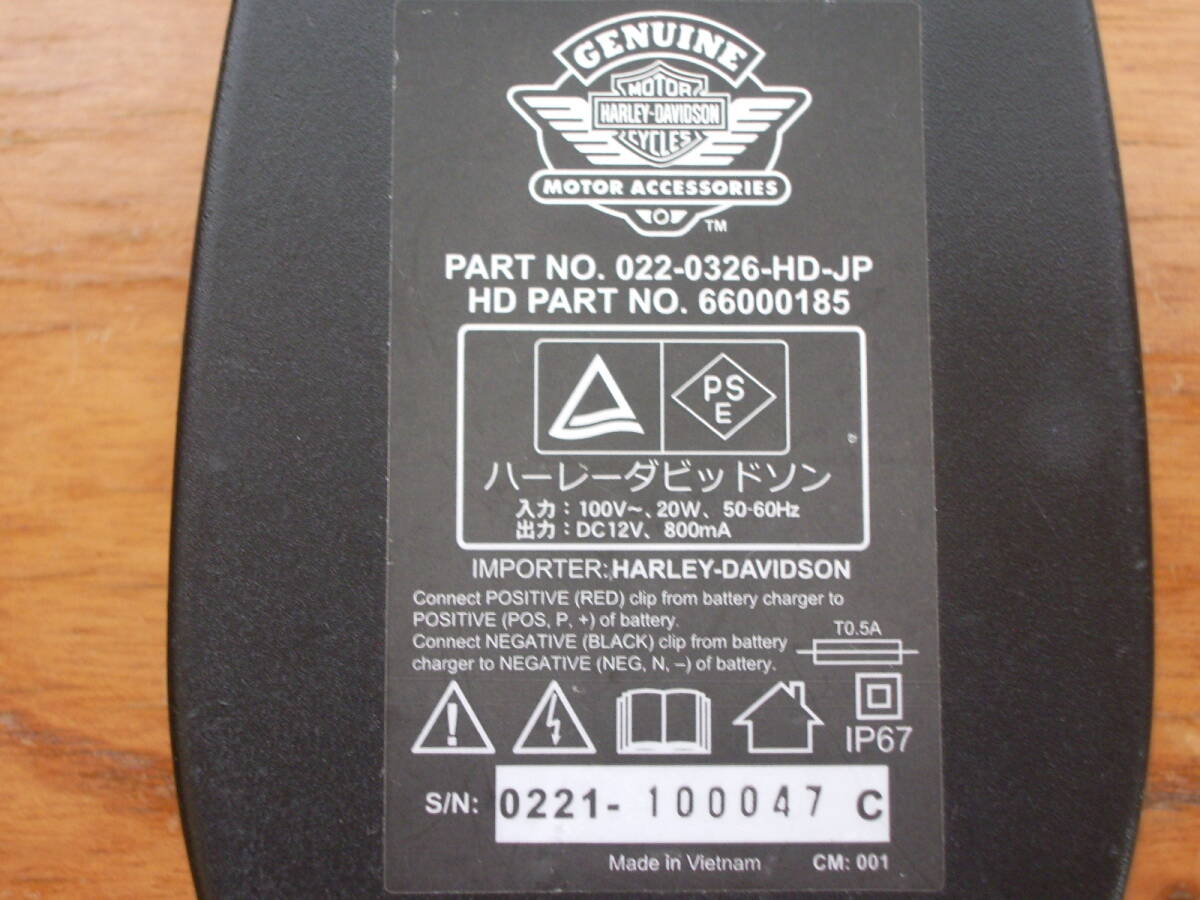 GENUINE
MOTOR
HARLEY-DAVIDSON
CYCLES
MOTOR ACCESSORIES
TM
PART NO. 022-0326-HD-JP
HD PART NO. 66000185
PS
E
ハーレーダビッドソン
入力：100V～、20W、50-60Hz
出力：DC12V、800mA
IMPORTER:HARLEY-DAVIDSON
Connect POSITIVE (RED) clip from battery charger to
POSITIVE (POS, P, +) of battery.
Connect NEGATIVE (BLACK) clip from battery
charger to NEGATIVE (NEG, N, –) of battery.
T0.5A
IP67
S/N: 0221- 100047 C
Made in Vietnam CM: 001